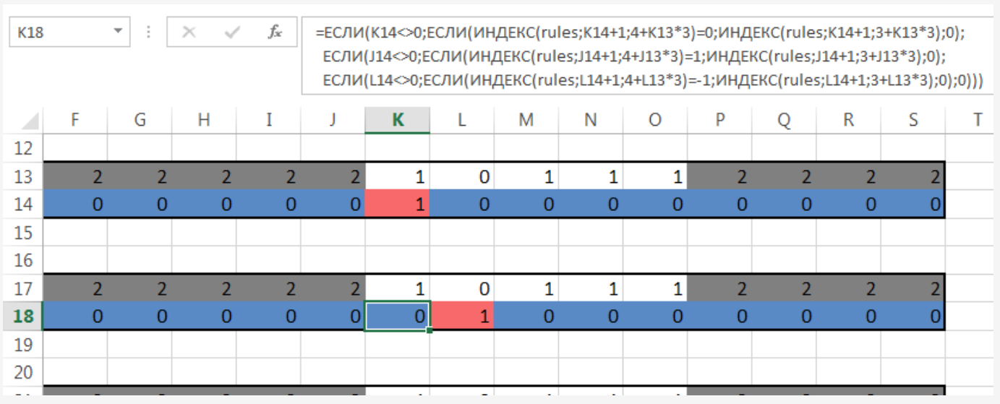 K18 fx =ЕСЛИ(K14<>0;ЕСЛИ(ИНДЕКС(rules;K14+1;4+K13*3)=0;ИНДЕКС(rules;K14+1;3+K13*3);0);
ЕСЛИ(J14<>0;ЕСЛИ(ИНДЕКС(rules;J14+1;4+J13*3)=1;ИНДЕКС(rules;J14+1;3+J13*3);0);
ЕСЛИ(L14<>0;ЕСЛИ(ИНДЕКС(rules;L14+1;4+L13*3)=-1;ИНДЕКС(rules;L14+1;3+L13*3);0);0)))
F G H I J K L M N O P Q R S T
12
13 2 2 2 2 2 1 0 1 1 1 2 2 2 2
14 0 0 0 0 0 1 0 0 0 0 0 0 0 0
15
16
17 2 2 2 2 2 1 0 1 1 1 2 2 2 2
18 0 0 0 0 0 0 1 0 0 0 0 0 0 0
19
20